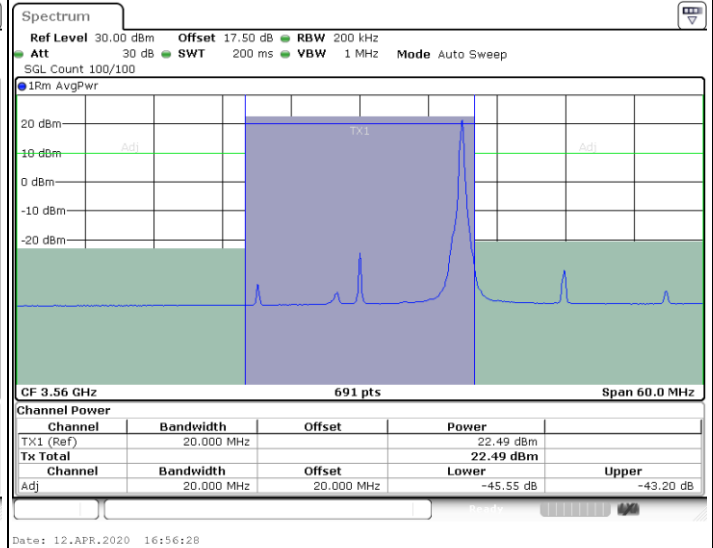 Spectrum
Ref Level 30.00 dBm Offset 17.50 dB RBW 200 kHz
Att 30 dB SWT 200 ms VBW 1 MHz Mode Auto Sweep
SGL Count 100/100
1Rm AvgPwr
20 dBm
TX1
Adj
Adj
10 dBm
0 dBm
-10 dBm
-20 dBm
CF 3.56 GHz 691 pts Span 60.0 MHz
Channel Power
Channel Bandwidth Offset Power
TX1 (Ref) 20.000 MHz 22.49 dBm
Tx Total 22.49 dBm
Channel Bandwidth Offset Lower Upper
Adj 20.000 MHz 20.000 MHz -45.55 dB -43.20 dB
Ready
Date: 12.APR.2020 16:56:28